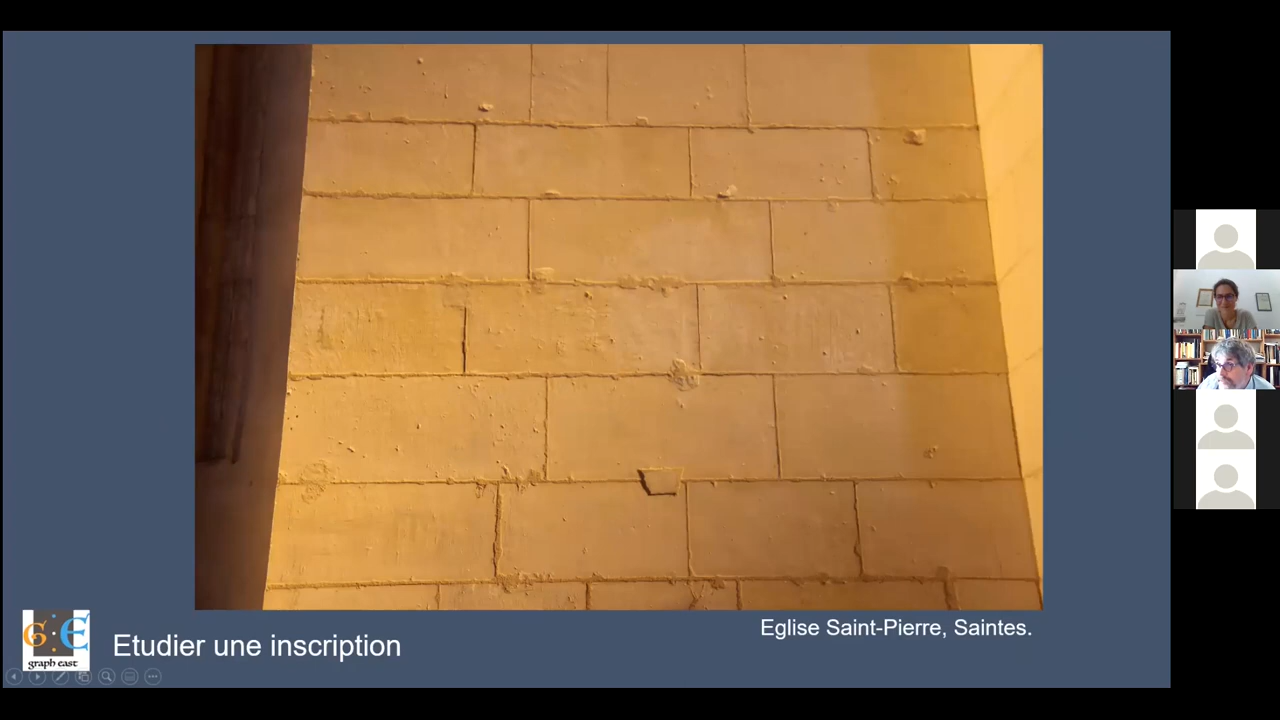 Eglise Saint-Pierre, Saintes.
G:E
graph east
Etudier une inscription